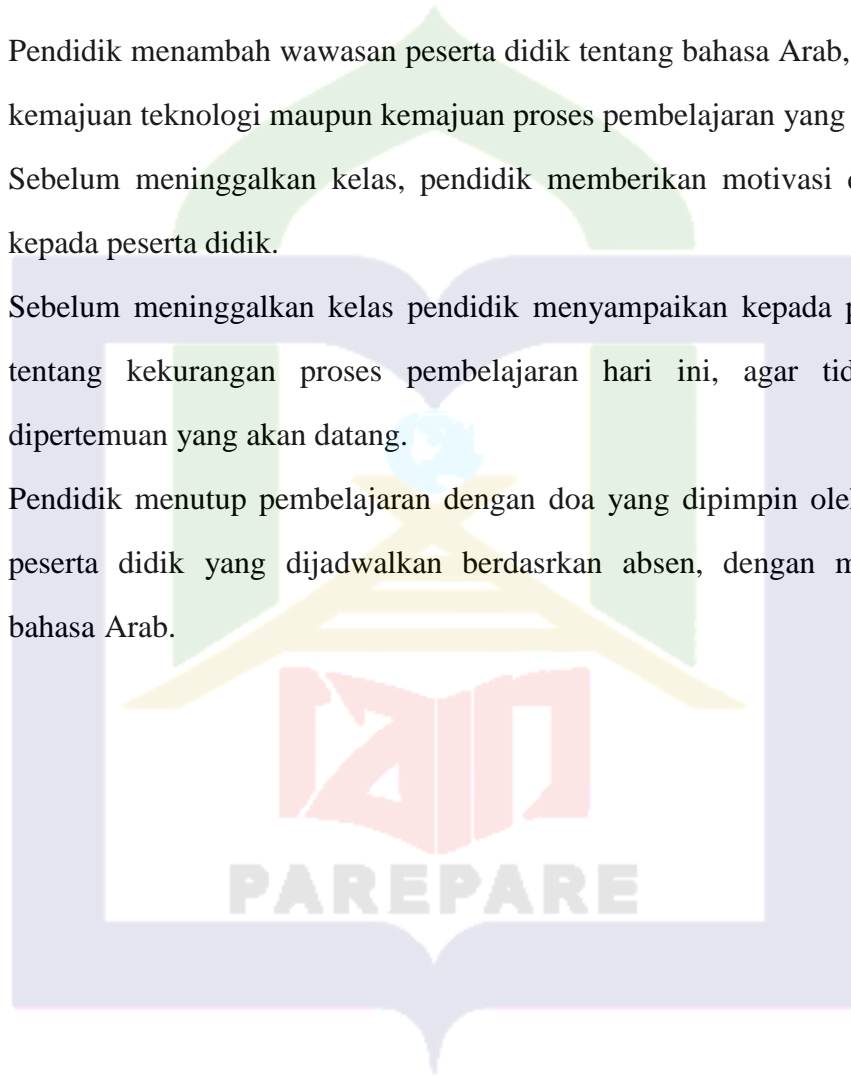 Pendidik menambah wawasan peserta didik tentang bahasa Arab,
kemajuan teknologi maupun kemajuan proses pembelajaran yang
Sebelum meninggalkan kelas, pendidik memberikan motivasi
kepada peserta didik.
Sebelum meninggalkan kelas pendidik menyampaikan kepada
tentang kekurangan proses pembelajaran hari ini, agar
dipertemuan yang akan datang.
Pendidik menutup pembelajaran dengan doa yang dipimpin
peserta didik yang dijadwalkan berdasrkan absen, dengan
bahasa Arab.
iain
PAREPARE